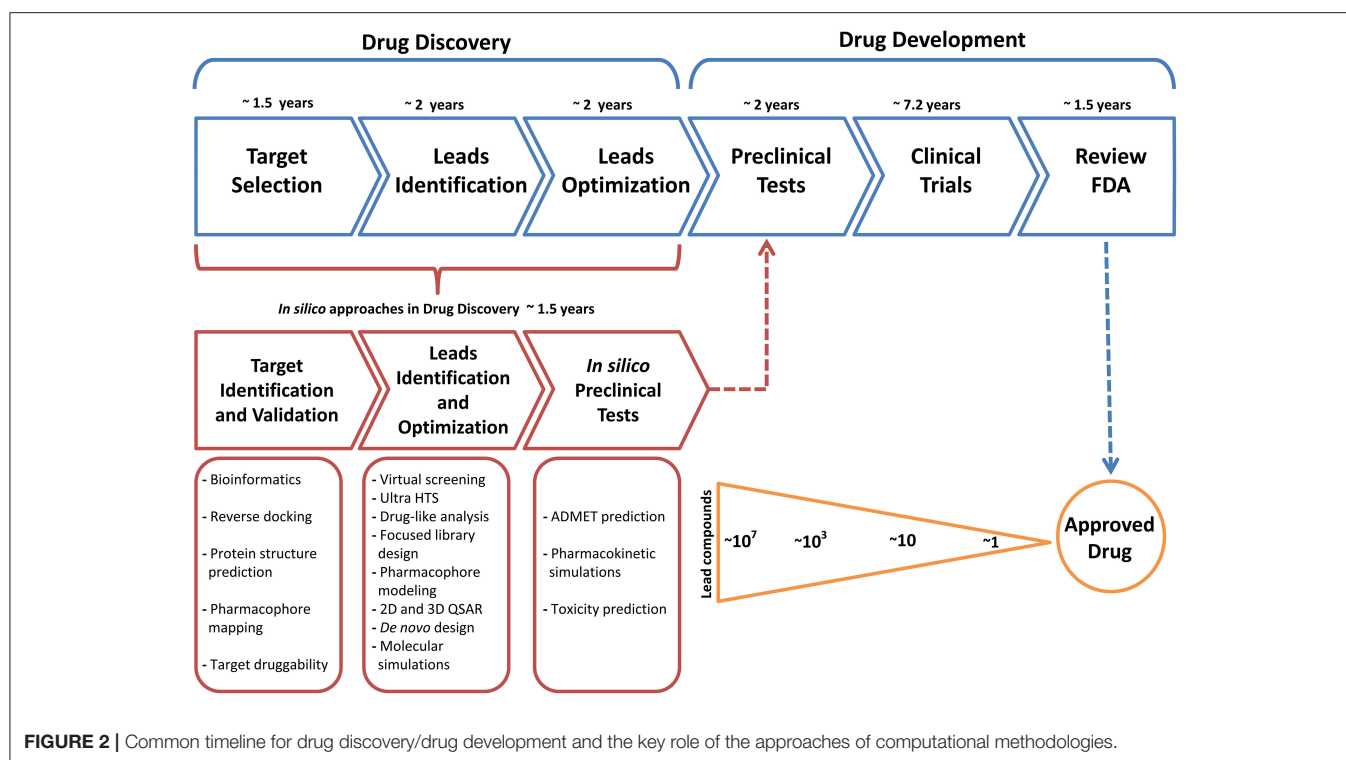 Drug Discovery
Drug Development
~ 1.5 years
~ 2 years
~ 2 years
~ 2 years
~ 7.2 years
~ 1.5 years
Target
Selection
Leads
Identification
Leads
Optimization
Preclinical
Tests
Clinical
Trials
Review
FDA
In silico approaches in Drug Discovery ~ 1.5 years
Target
Identification
and Validation
Leads
Identification
and
Optimization
In silico
Preclinical
Tests
- Bioinformatics
- Reverse docking
- Protein structure
prediction
- Pharmacophore
mapping
- Target druggability
- Virtual screening
- Ultra HTS
- Drug-like analysis
- Focused library
design
- Pharmacophore
modeling
- 2D and 3D QSAR
- De novo design
- Molecular
simulations
- ADMET prediction
- Pharmacokinetic
simulations
- Toxicity prediction
Lead compounds
~10⁷
~10³
~10
~1
Approved
Drug
FIGURE 2 | Common timeline for drug discovery/drug development and the key role of the approaches of computational methodologies.